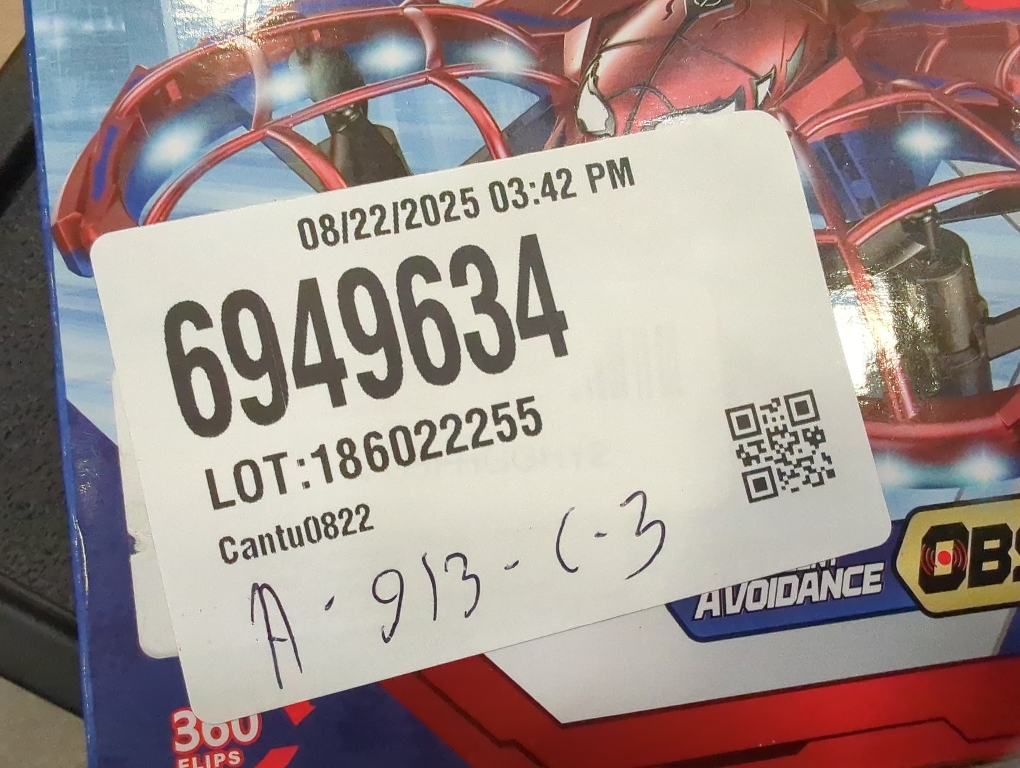 08/22/2025 03:42 PM
6949634
LOT:186022255
Cantu0822
A - 913 - C-3
AVOIDANCE
OBS
360
FLIPS